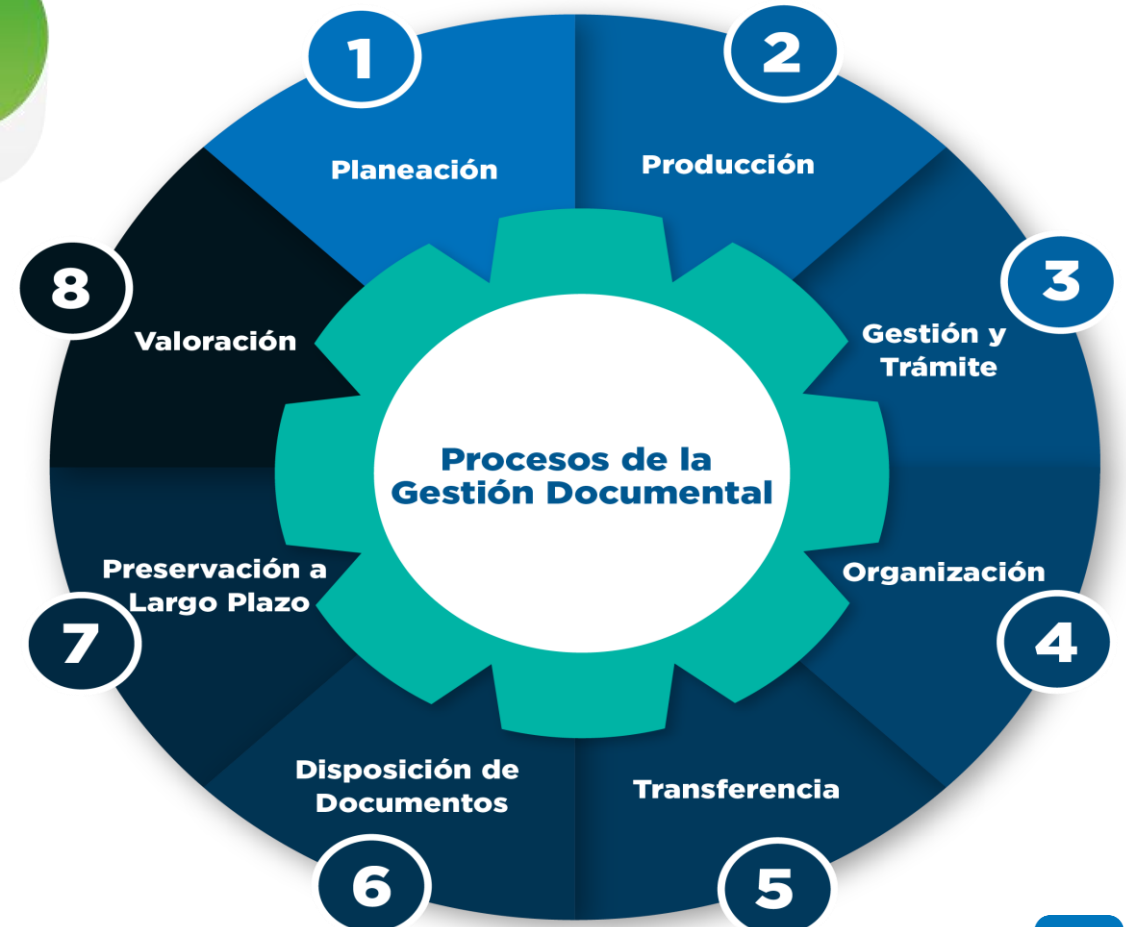 1
Planeación
2
Producción
3
Gestión y
Trámite
4
Organización
5
Transferencia
6
Disposición de
Documentos
7
Preservación a
Largo Plazo
8
Valoración
Procesos de la
Gestión Documental